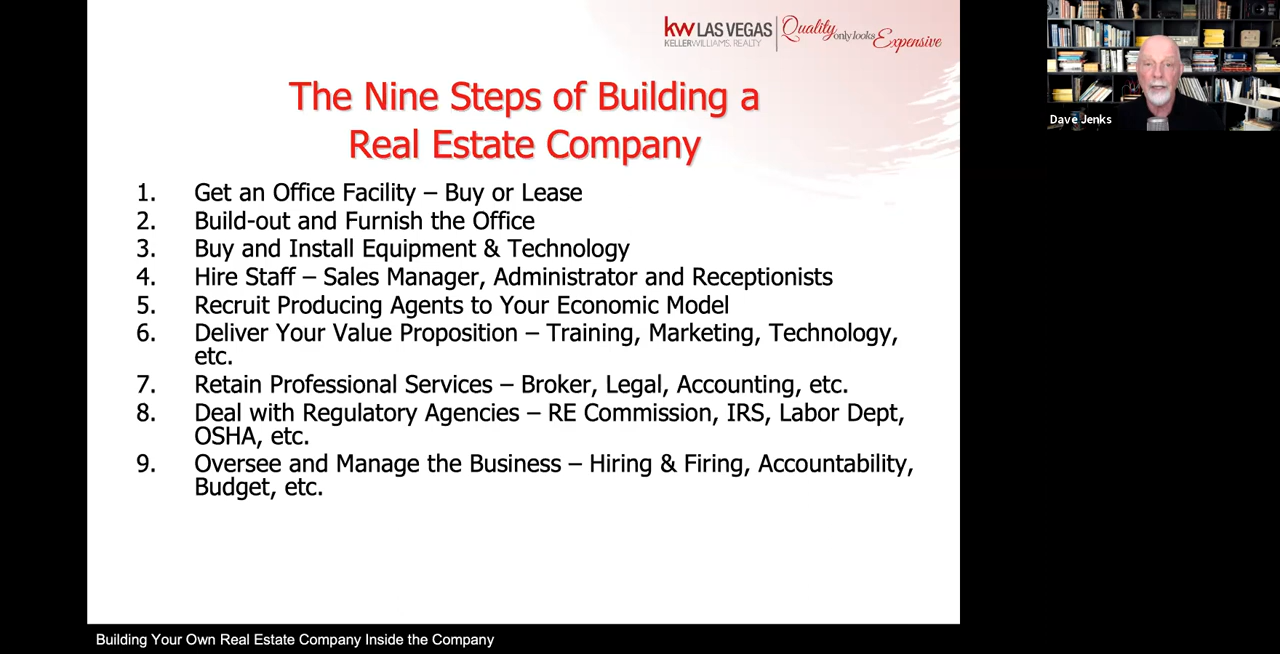 kw LAS VEGAS
KELLERWILLIAMS. REALTY
Quality only looks Expensive
Dave Jenks
The Nine Steps of Building a
Real Estate Company
1. Get an Office Facility – Buy or Lease
2. Build-out and Furnish the Office
3. Buy and Install Equipment & Technology
4. Hire Staff – Sales Manager, Administrator and Receptionists
5. Recruit Producing Agents to Your Economic Model
6. Deliver Your Value Proposition – Training, Marketing, Technology,
etc.
7. Retain Professional Services – Broker, Legal, Accounting, etc.
8. Deal with Regulatory Agencies – RE Commission, IRS, Labor Dept,
OSHA, etc.
9. Oversee and Manage the Business – Hiring & Firing, Accountability,
Budget, etc.
Building Your Own Real Estate Company Inside the Company